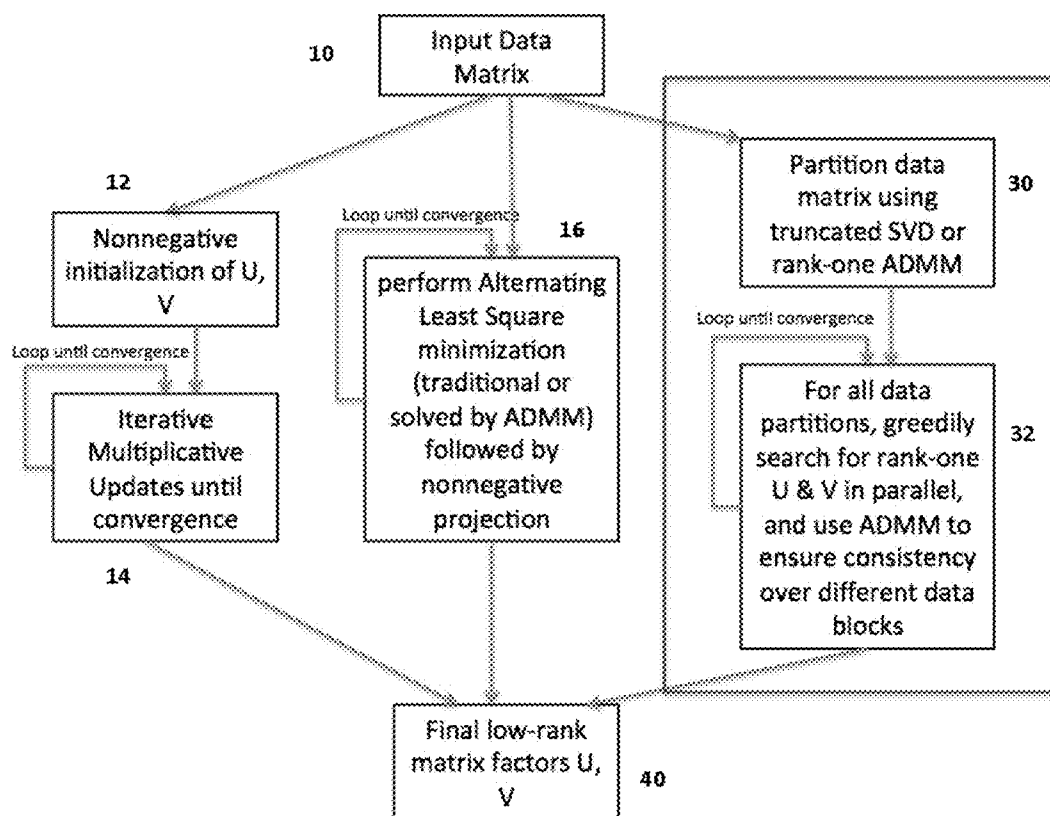 10
Input Data
Matrix
12
Nonnegative
initialization of U,
V
Loop until convergence
Iterative
Multiplicative
Updates until
convergence
14
Loop until convergence
16
perform Alternating
Least Square
minimization
(traditional or
solved by ADMM)
followed by
nonnegative
projection
Partition data
matrix using
truncated SVD or
rank-one ADMM
30
Loop until convergence
For all data
partitions, greedily
search for rank-one
U & V in parallel,
and use ADMM to
ensure consistency
over different data
blocks
32
Final low-rank
matrix factors U,
V
40